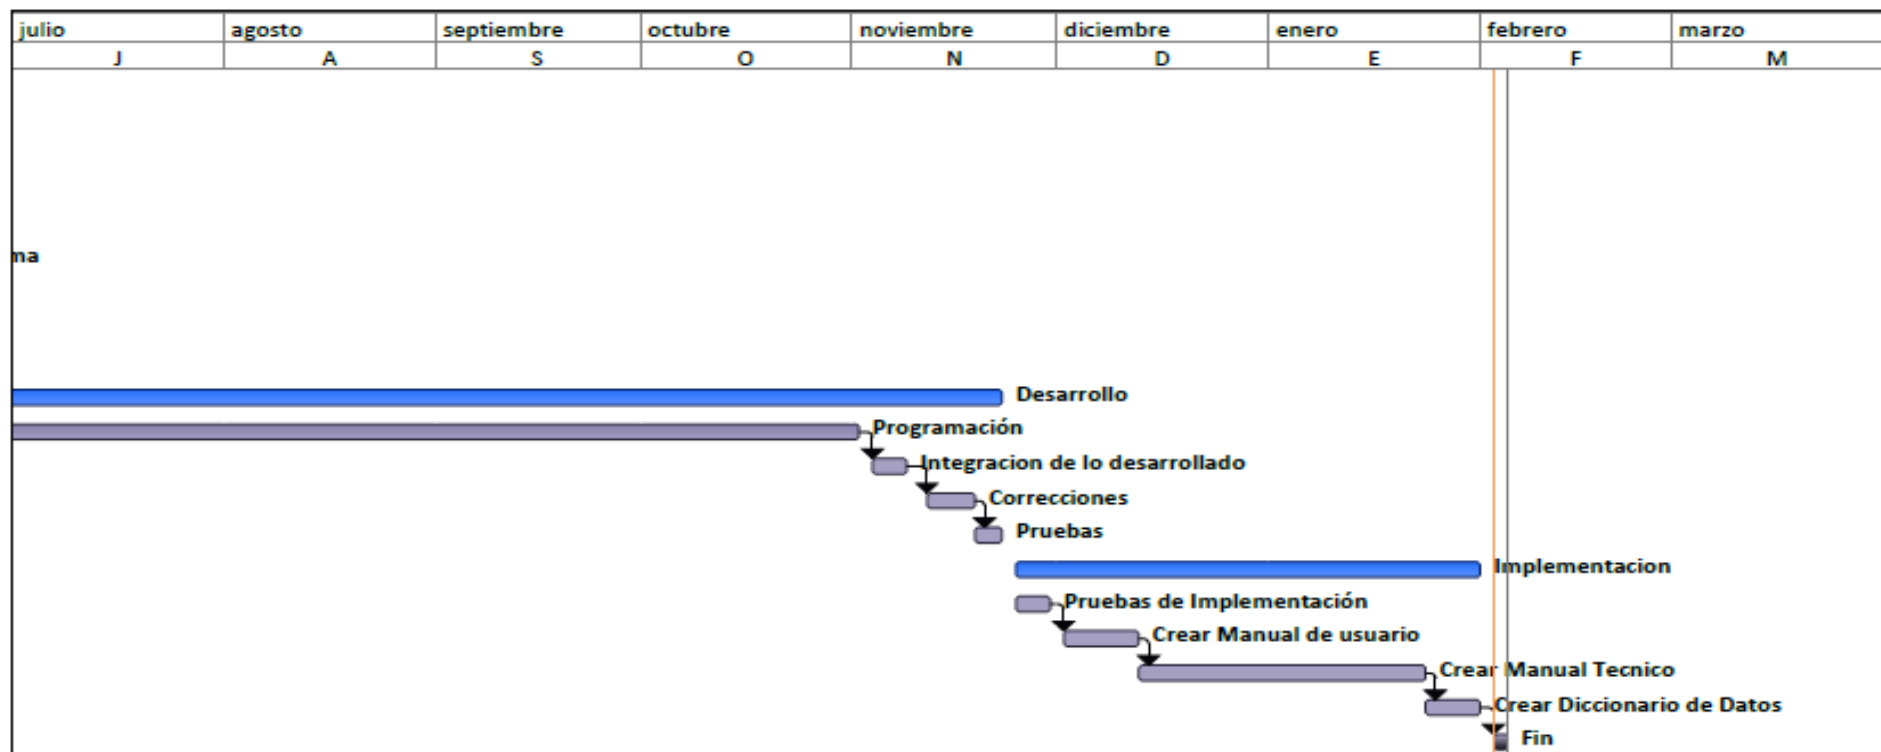 julio agosto septiembre octubre noviembre diciembre enero febrero marzo
J A S O N D E F M
ma
Desarrollo
Programación
Integracion de lo desarrollado
Correcciones
Pruebas
Implementacion
Pruebas de Implementación
Crear Manual de usuario
Crear Manual Tecnico
Crear Diccionario de Datos
Fin